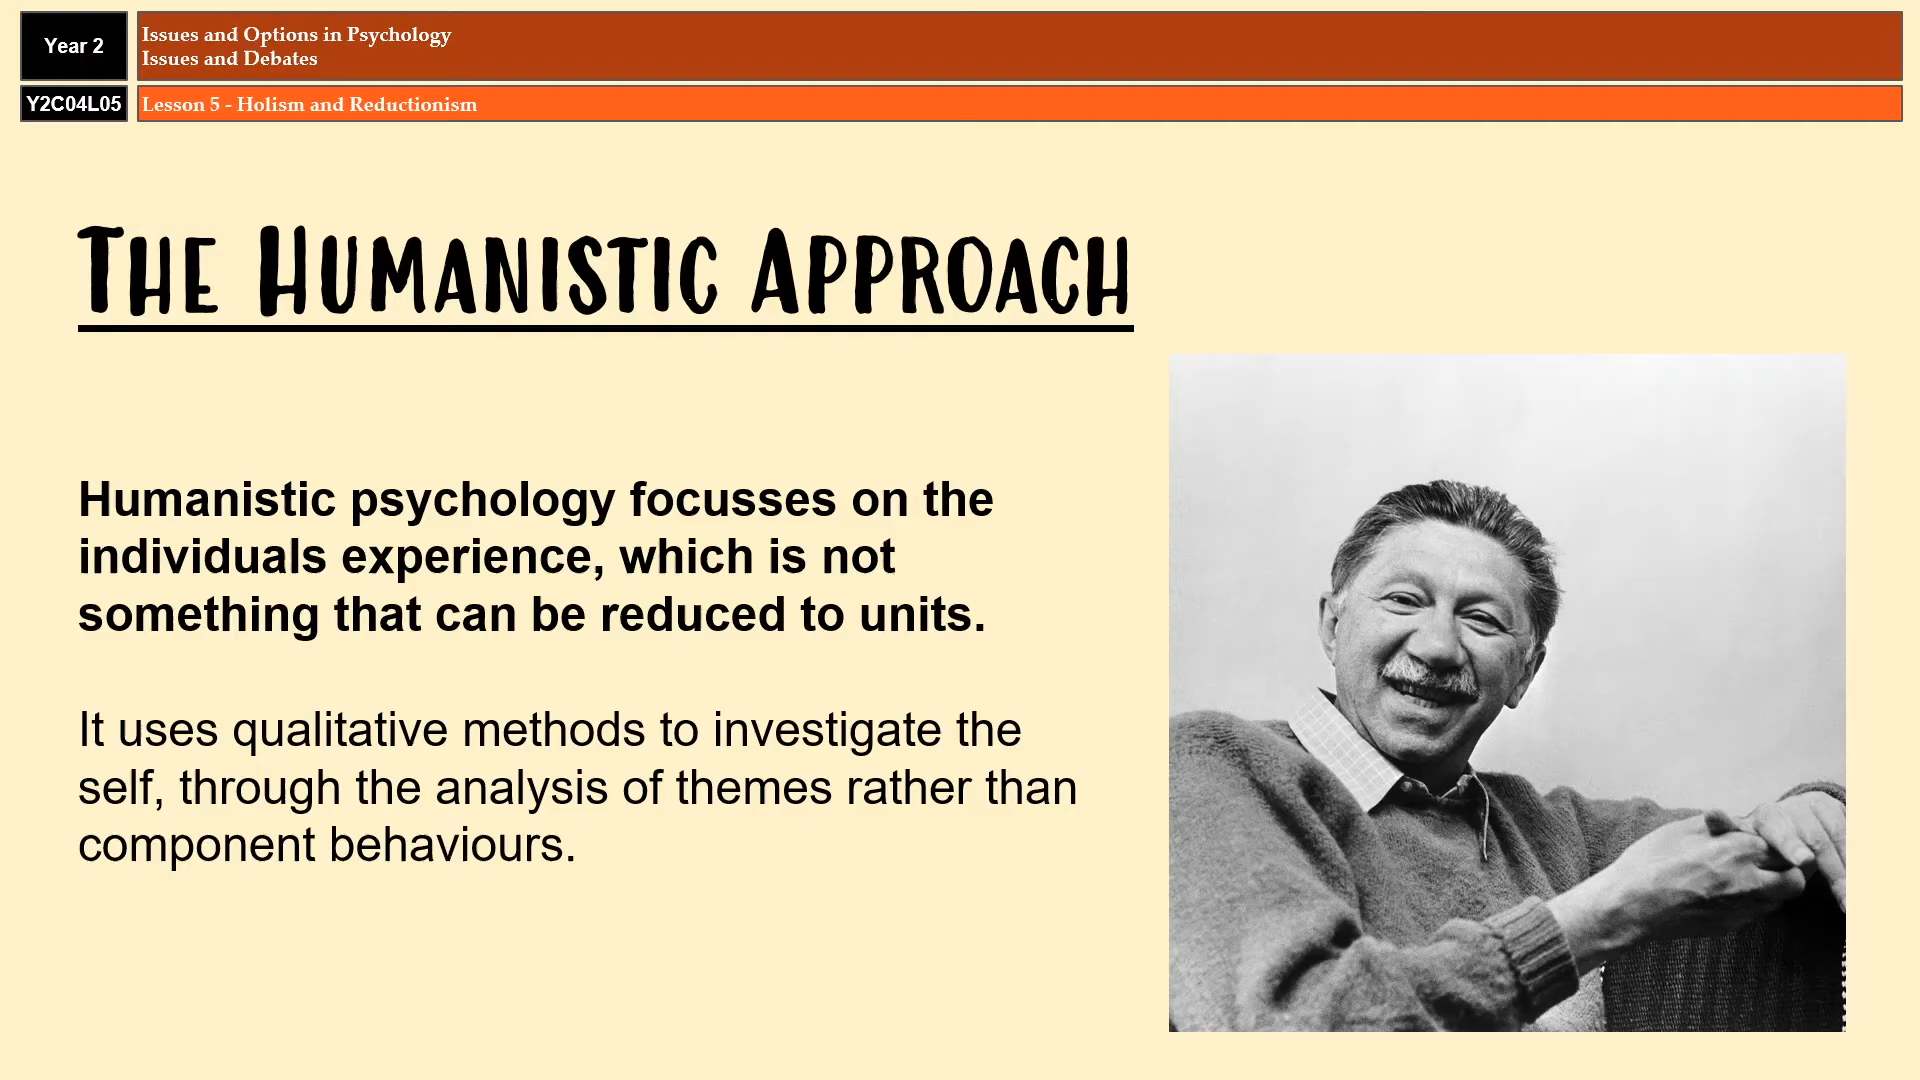 Year 2
Issues and Options in Psychology
Issues and Debates
Y2C04L05
Lesson 5 - Holism and Reductionism
The Humanistic Approach
Humanistic psychology focusses on the
individuals experience, which is not
something that can be reduced to units.
It uses qualitative methods to investigate the
self, through the analysis of themes rather than
component behaviours.